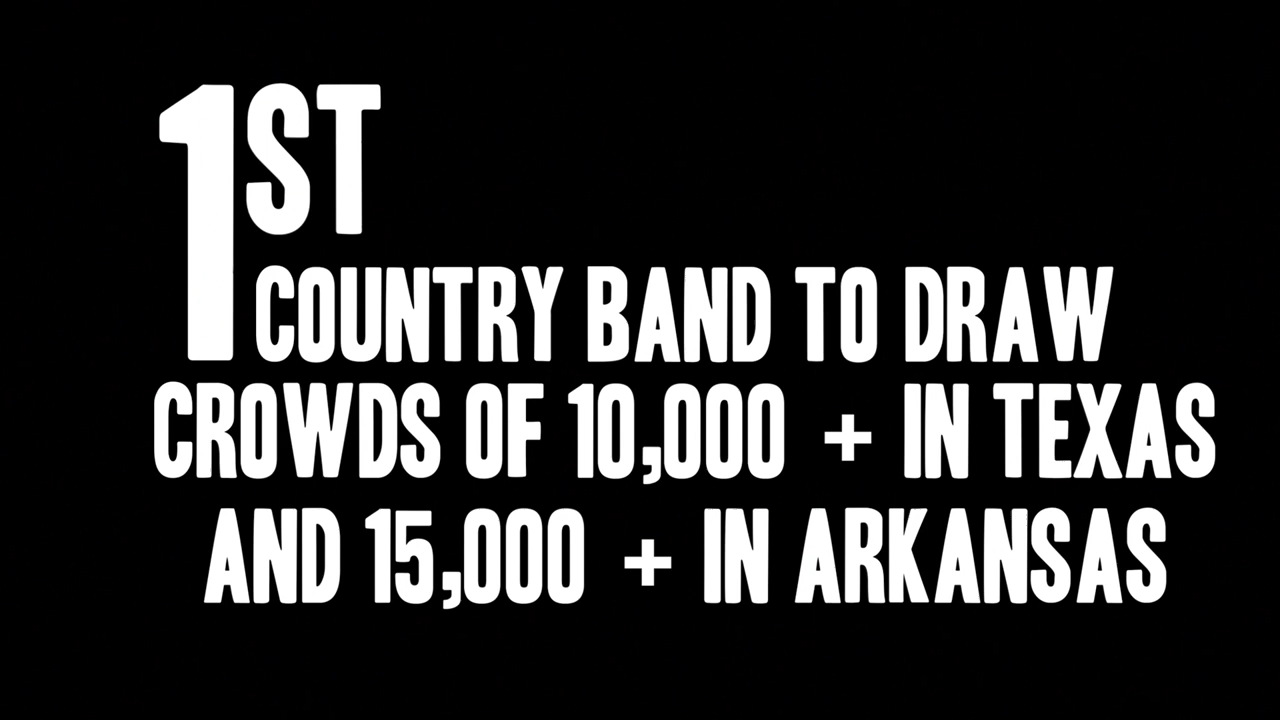 1ST
COUNTRY BAND TO DRAW
CROWDS OF 10,000 + IN TEXAS
AND 15,000 + IN ARKANSAS